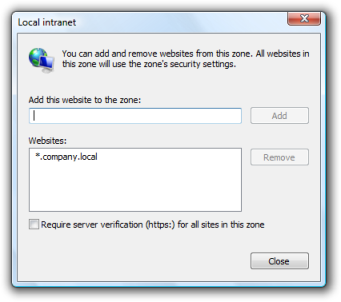 Local intranet
You can add and remove websites from this zone. All websites in
this zone will use the zone's security settings.
Add this website to the zone:
Add
Websites:
*.company.local
Remove
Require server verification (https:) for all sites in this zone
Close